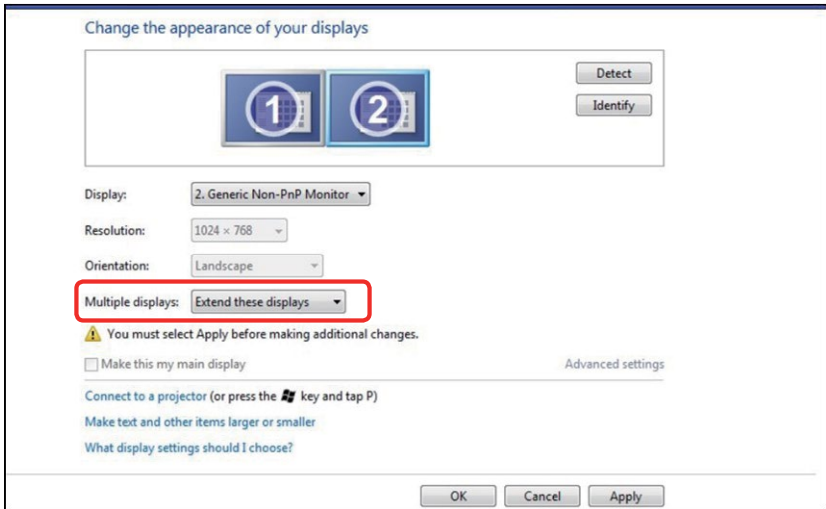 Change the appearance of your displays
1
2
Detect
Identify
Display:
2. Generic Non-PnP Monitor
Resolution:
1024 × 768
Orientation:
Landscape
Multiple displays:
Extend these displays
You must select Apply before making additional changes.
Make this my main display
Advanced settings
Connect to a projector (or press the key and tap P)
Make text and other items larger or smaller
What display settings should I choose?
OK
Cancel
Apply